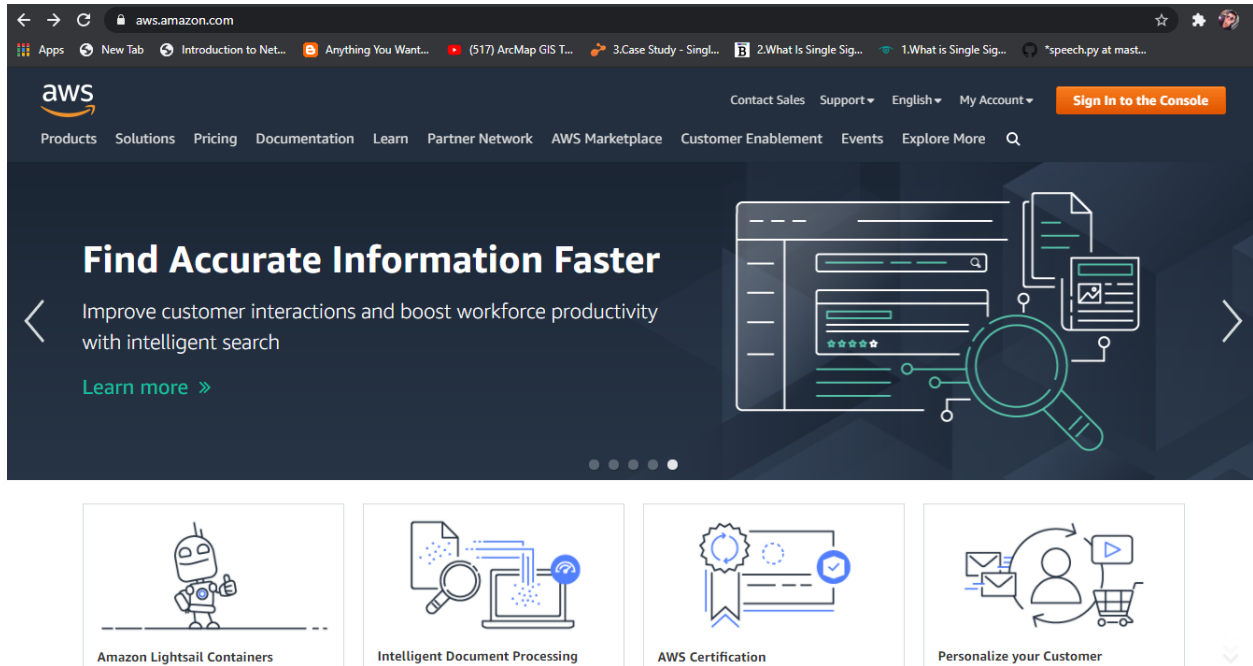 aws.amazon.com
Apps New Tab Introduction to Net... Anything You Want... (517) ArcMap GIS T... 3.Case Study - Singl... B 2.What Is Single Sig... 1.What is Single Sig... *speech.py at mast...
aws
Contact Sales Support English My Account Sign In to the Console
Products Solutions Pricing Documentation Learn Partner Network AWS Marketplace Customer Enablement Events Explore More
Find Accurate Information Faster
Improve customer interactions and boost workforce productivity
with intelligent search
Learn more »
Amazon Lightsail Containers
Intelligent Document Processing
AWS Certification
Personalize your Customer